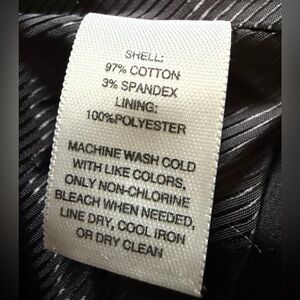 SHELL:
97% COTTON
3% SPANDEX
LINING:
100%POLYESTER
MACHINE WASH COLD
WITH LIKE COLORS,
ONLY NON-CHLORINE
BLEACH WHEN NEEDED,
LINE DRY, COOL IRON
OR DRY CLEAN